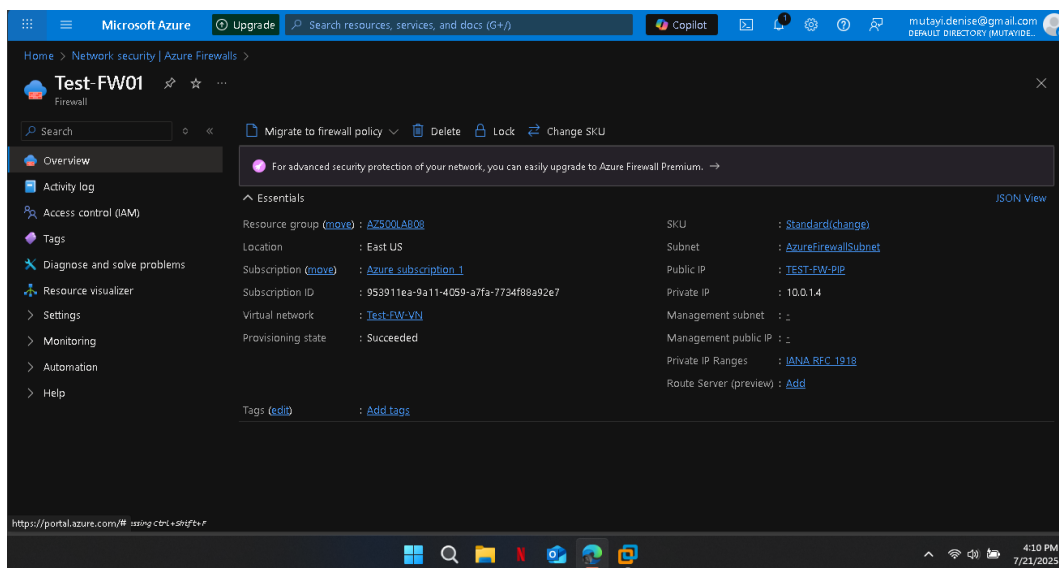 Microsoft Azure
Upgrade
Search resources, services, and docs (G+/)
Copilot
1
mutayi.denise@gmail.com
DEFAULT DIRECTORY (MUTAYIDE...
Home > Network security | Azure Firewalls >
Test-FW01
Firewall
Search
Migrate to firewall policy
Delete
Lock
Change SKU
Overview
Activity log
Access control (IAM)
Tags
Diagnose and solve problems
Resource visualizer
Settings
Monitoring
Automation
Help
For advanced security protection of your network, you can easily upgrade to Azure Firewall Premium. →
Essentials
JSON View
Resource group (move) : AZ500LAB08
Location : East US
Subscription (move) : Azure subscription 1
Subscription ID : 953911ea-9a11-4059-a7fa-7734f88a92e7
Virtual network : Test-FW-VN
Provisioning state : Succeeded
SKU : Standard(change)
Subnet : AzureFirewallSubnet
Public IP : TEST-FW-PIP
Private IP : 10.0.1.4
Management subnet : -
Management public IP : -
Private IP Ranges : IANA RFC 1918
Route Server (preview) : Add
Tags (edit) : Add tags
https://portal.azure.com/#
Ctrl+Shift+F
4:10 PM
7/21/2025